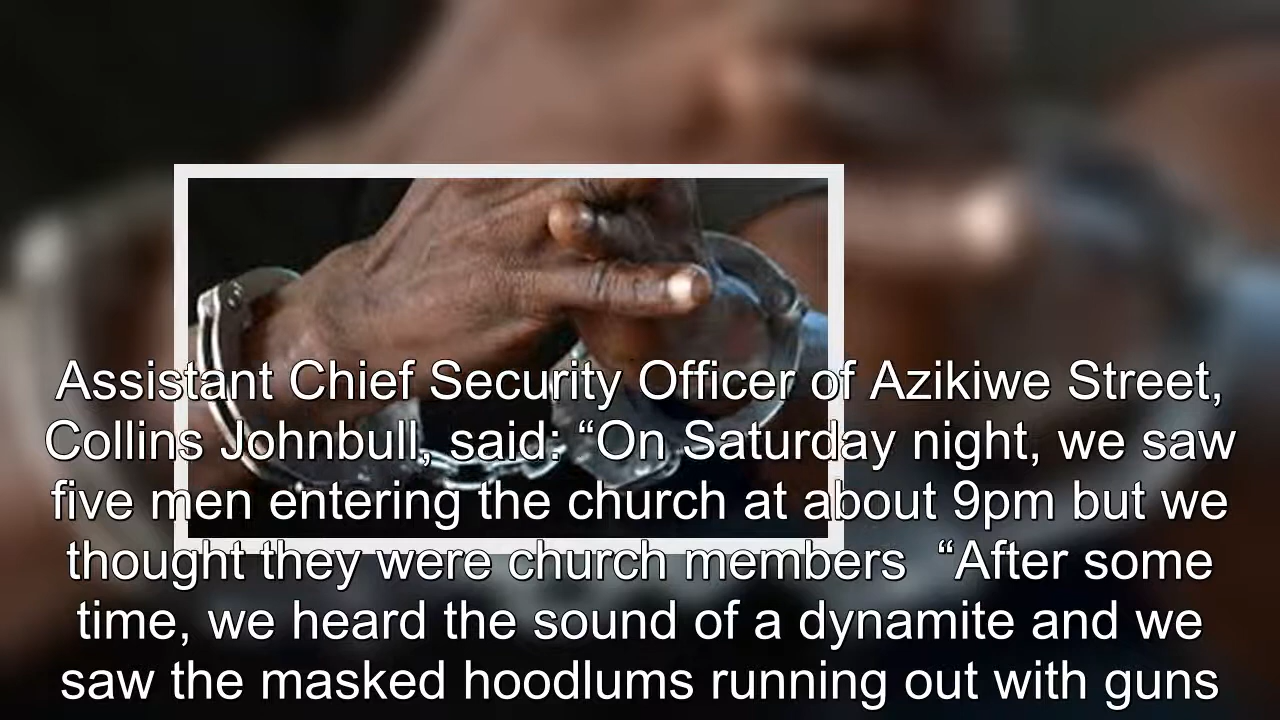 Assistant Chief Security Officer of Azikiwe Street,
Collins Johnbull, said: “On Saturday night, we saw
five men entering the church at about 9pm but we
thought they were church members  “After some
time, we heard the sound of a dynamite and we
saw the masked hoodlums running out with guns